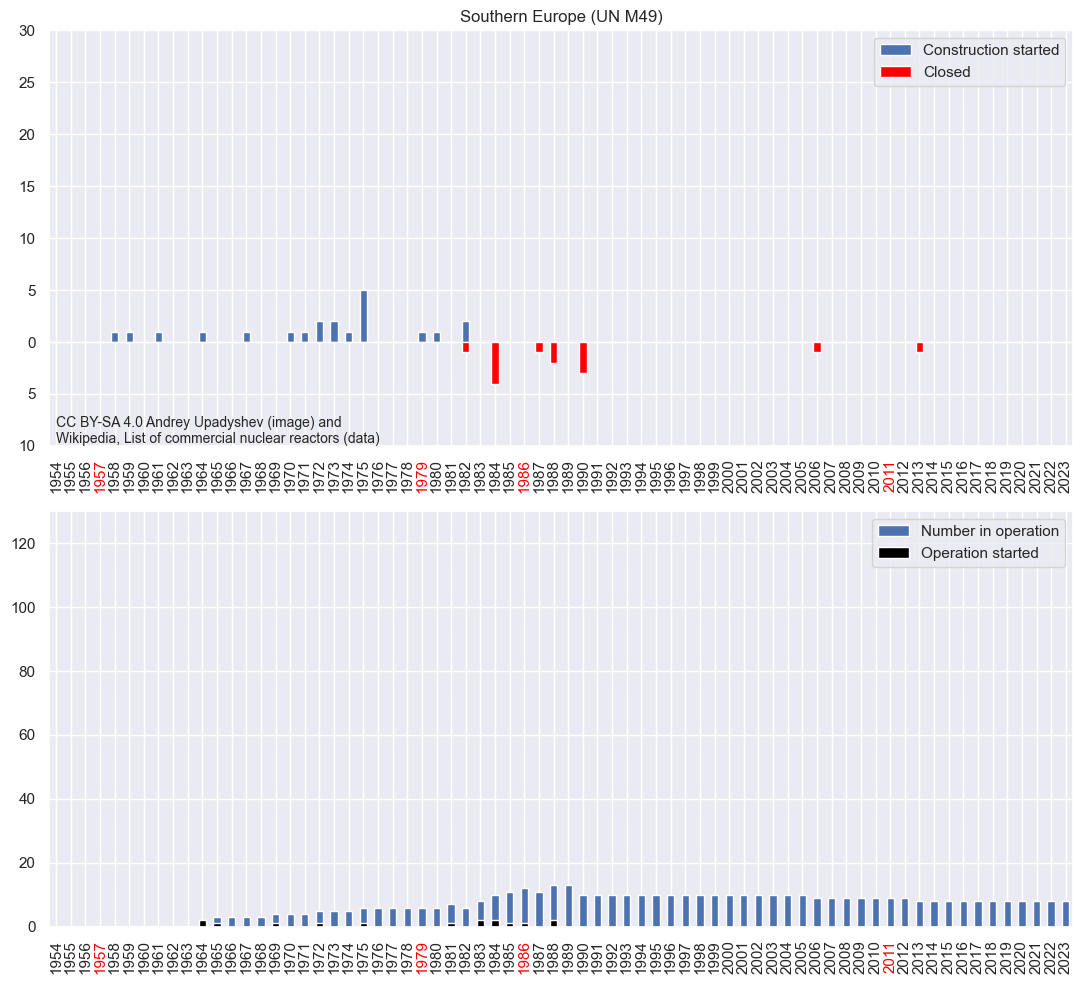 Southern Europe (UN M49)
30
25
20
15
10
5
0
5
10
Construction started
Closed
CC BY-SA 4.0 Andrey Upadyshev (image) and
Wikipedia, List of commercial nuclear reactors (data)
1954 1955 1956 1957 1958 1959 1960 1961 1962 1963 1964 1965 1966 1967 1968 1969 1970 1971 1972 1973 1974 1975 1976 1977 1978 1979 1980 1981 1982 1983 1984 1985 1986 1987 1988 1989 1990 1991 1992 1993 1994 1995 1996 1997 1998 1999 2000 2001 2002 2003 2004 2005 2006 2007 2008 2009 2010 2011 2012 2013 2014 2015 2016 2017 2018 2019 2020 2021 2022 2023
120
100
80
60
40
20
0
Number in operation
Operation started
1954 1955 1956 1957 1958 1959 1960 1961 1962 1963 1964 1965 1966 1967 1968 1969 1970 1971 1972 1973 1974 1975 1976 1977 1978 1979 1980 1981 1982 1983 1984 1985 1986 1987 1988 1989 1990 1991 1992 1993 1994 1995 1996 1997 1998 1999 2000 2001 2002 2003 2004 2005 2006 2007 2008 2009 2010 2011 2012 2013 2014 2015 2016 2017 2018 2019 2020 2021 2022 2023